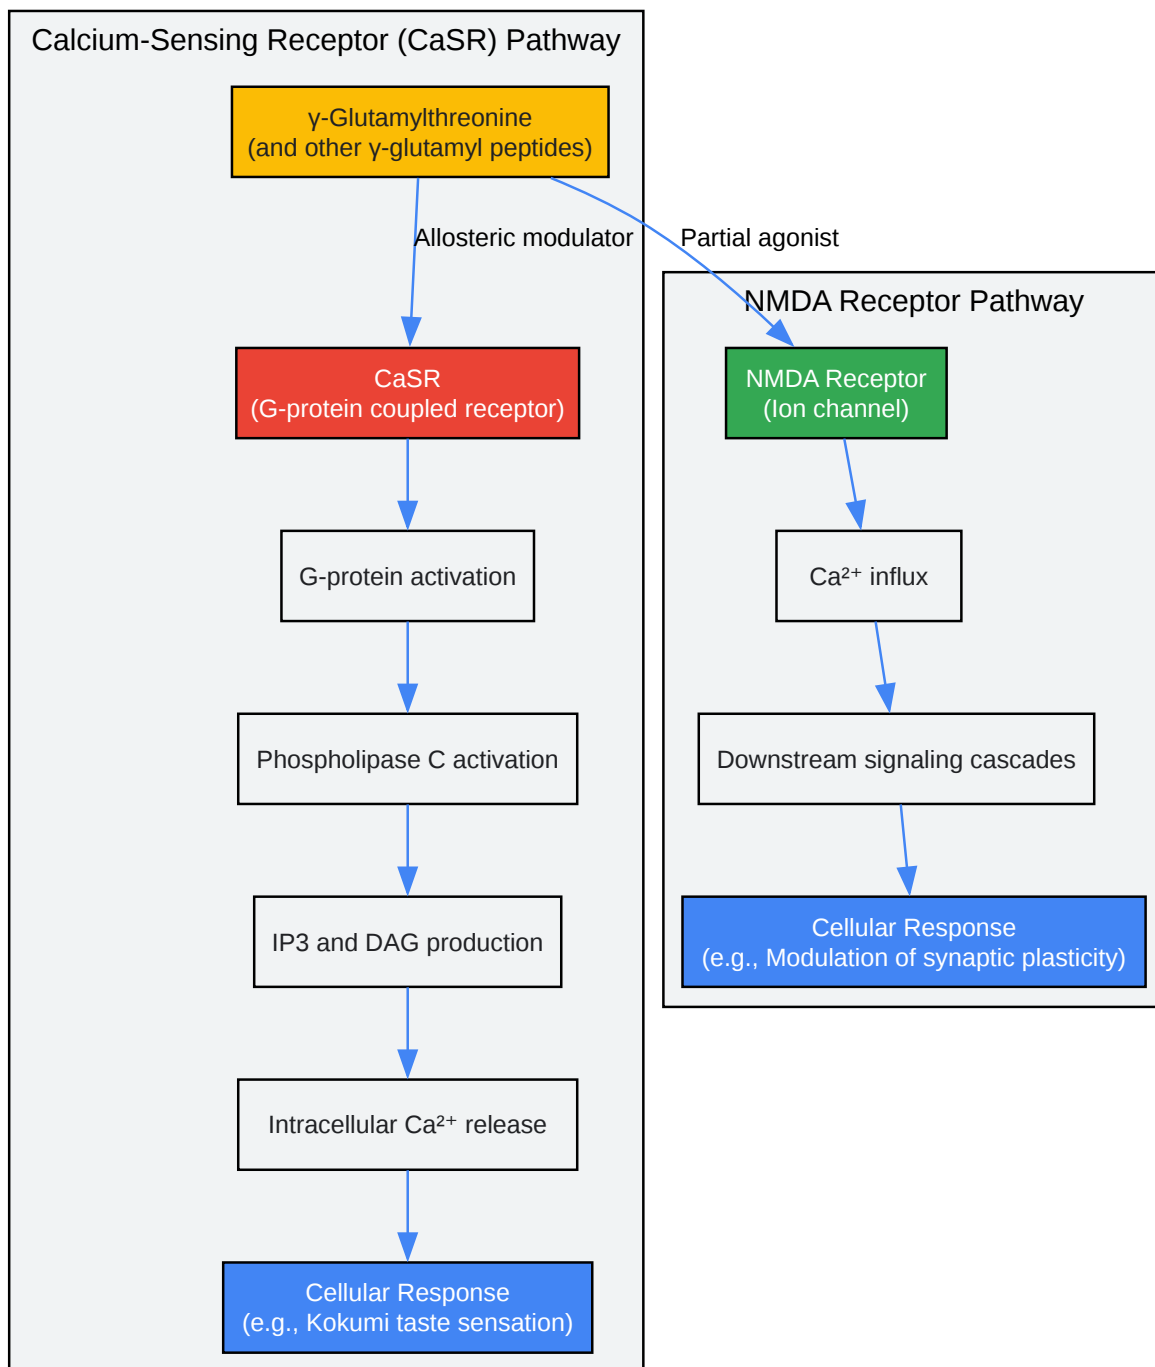 Calcium-Sensing Receptor (CaSR) Pathway
γ-Glutamylthreonine
(and other γ-glutamyl peptides)
Allosteric modulator
Partial agonist
NMDA Receptor Pathway
CaSR
(G-protein coupled receptor)
NMDA Receptor
(Ion channel)
G-protein activation
Ca²⁺ influx
Phospholipase C activation
Downstream signaling cascades
IP3 and DAG production
Cellular Response
(e.g., Modulation of synaptic plasticity)
Intracellular Ca²⁺ release
Cellular Response
(e.g., Kokumi taste sensation)